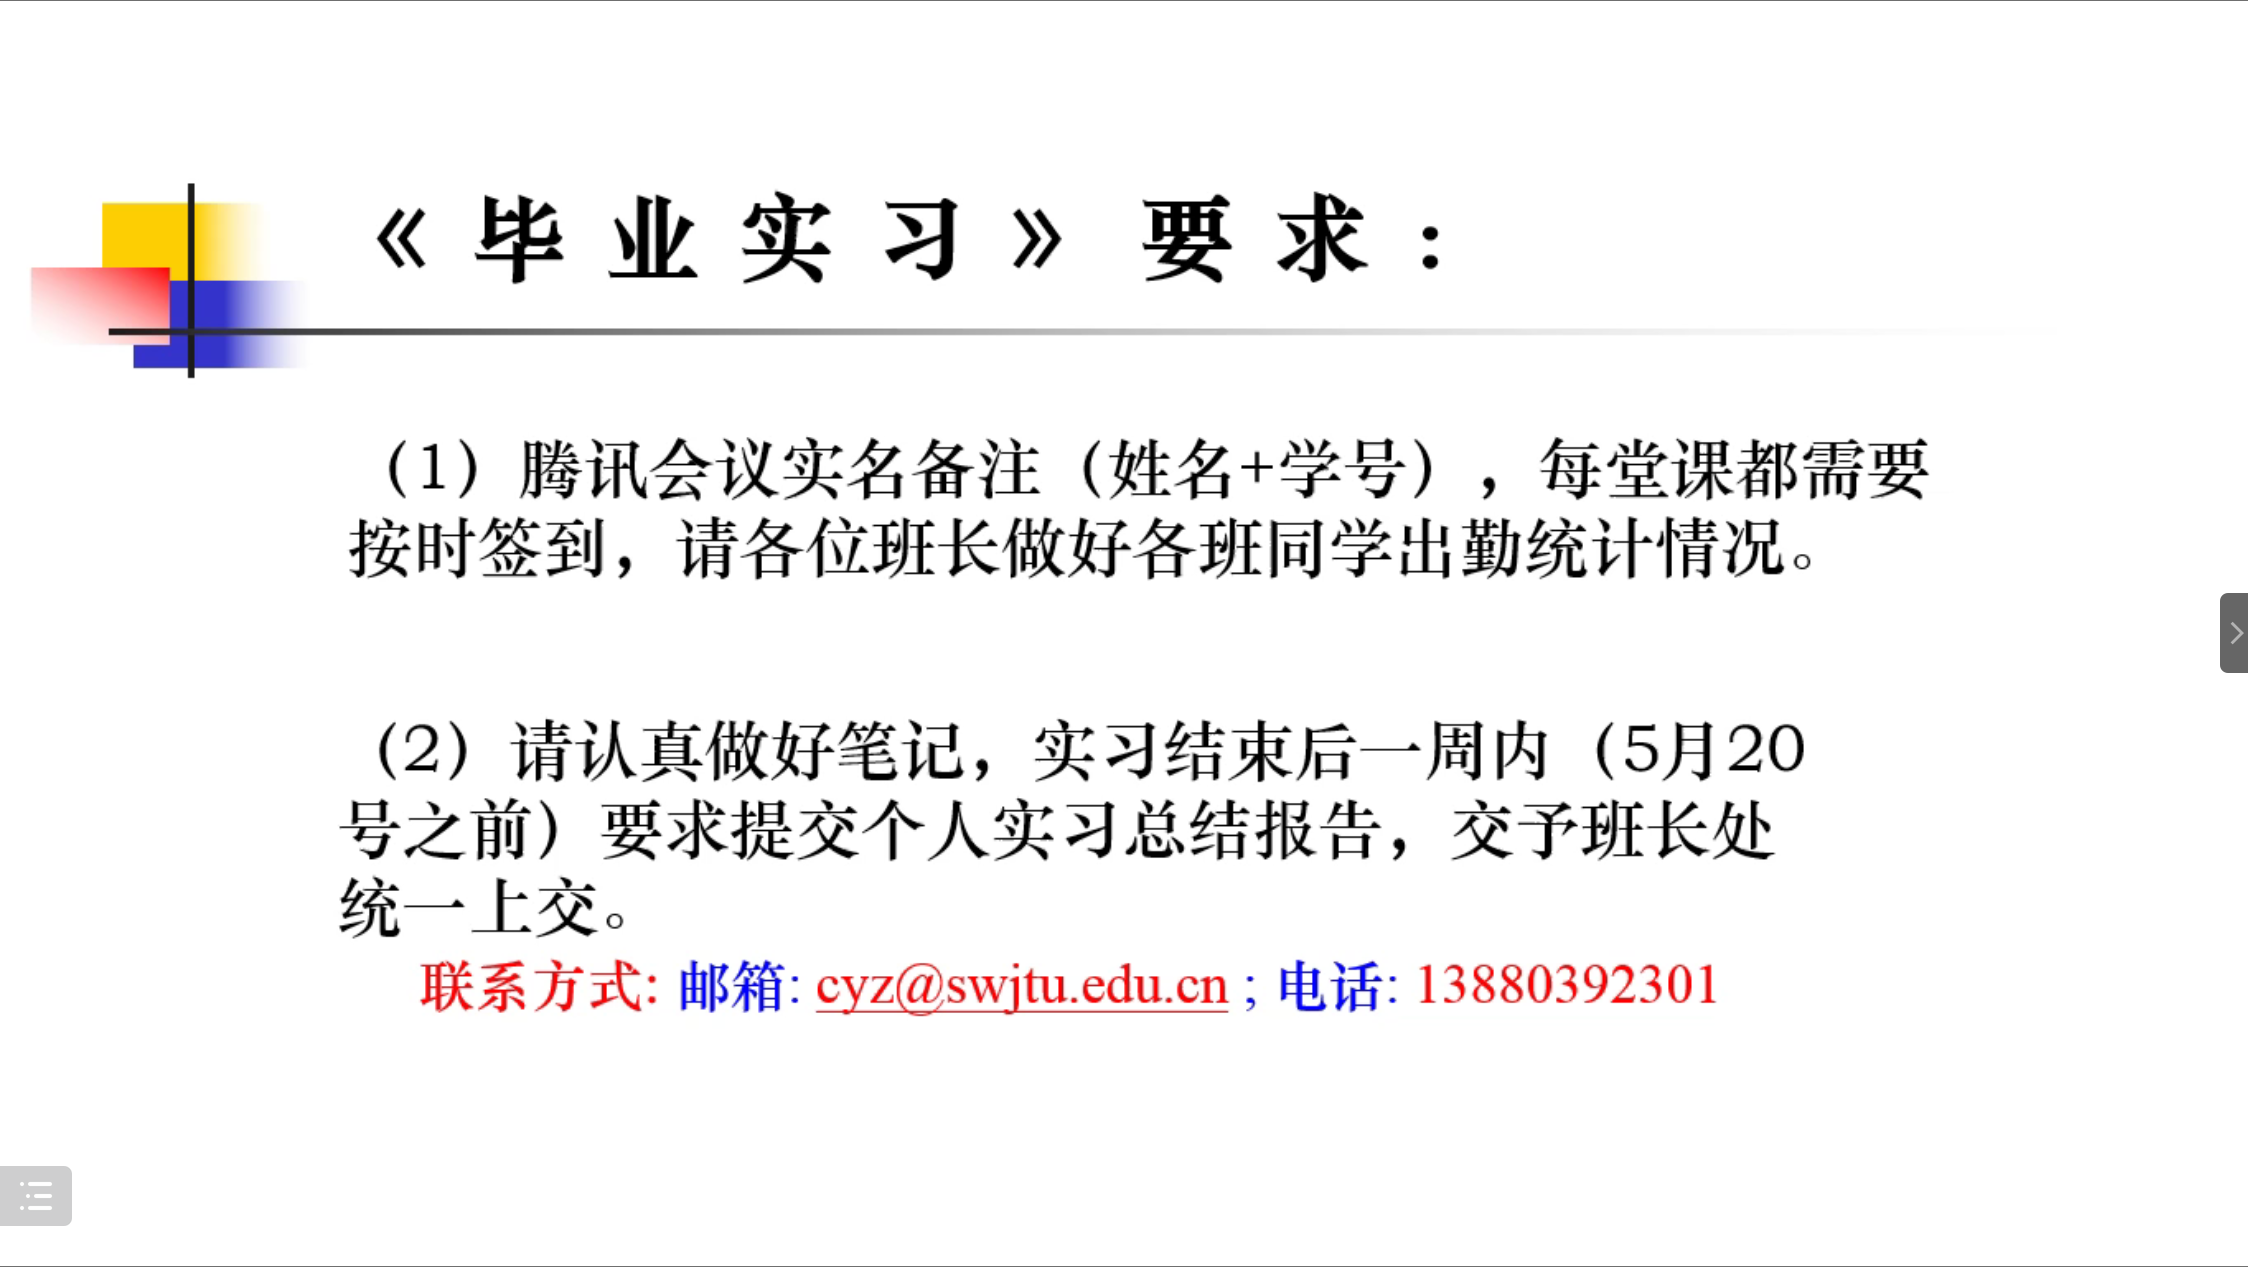 《毕业实习》要求：
（1）腾讯会议实名备注（姓名+学号），每堂课都需要
按时签到，请各位班长做好各班同学出勤统计情况。
（2）请认真做好笔记，实习结束后一周内（5月20
号之前）要求提交个人实习总结报告，交予班长处
统一上交。
联系方式: 邮箱: cyz@swjtu.edu.cn ; 电话: 13880392301